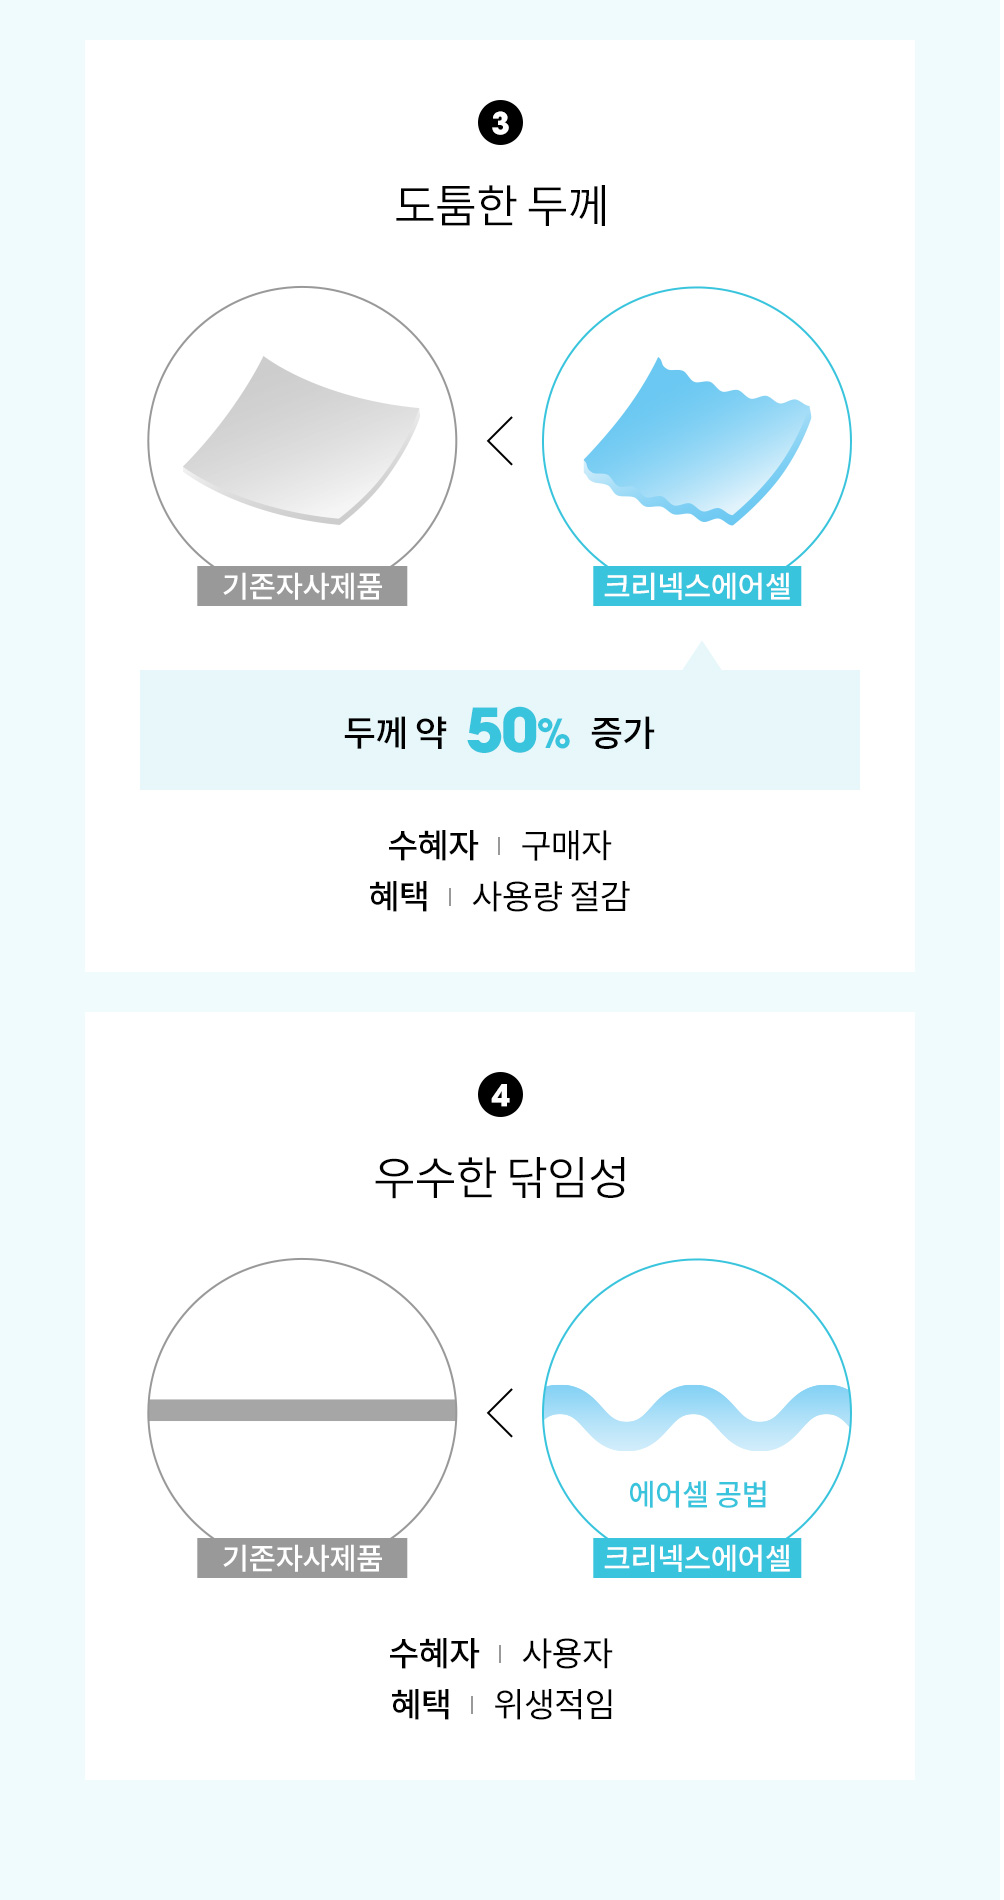 3
도톰한 두께
기존자사제품
크리넥스에어셀
두께 약 50% 증가
수혜자 | 구매자
혜택 | 사용량 절감
4
우수한 닦임성
에어셀 공법
기존자사제품
크리넥스에어셀
수혜자 | 사용자
혜택 | 위생적임